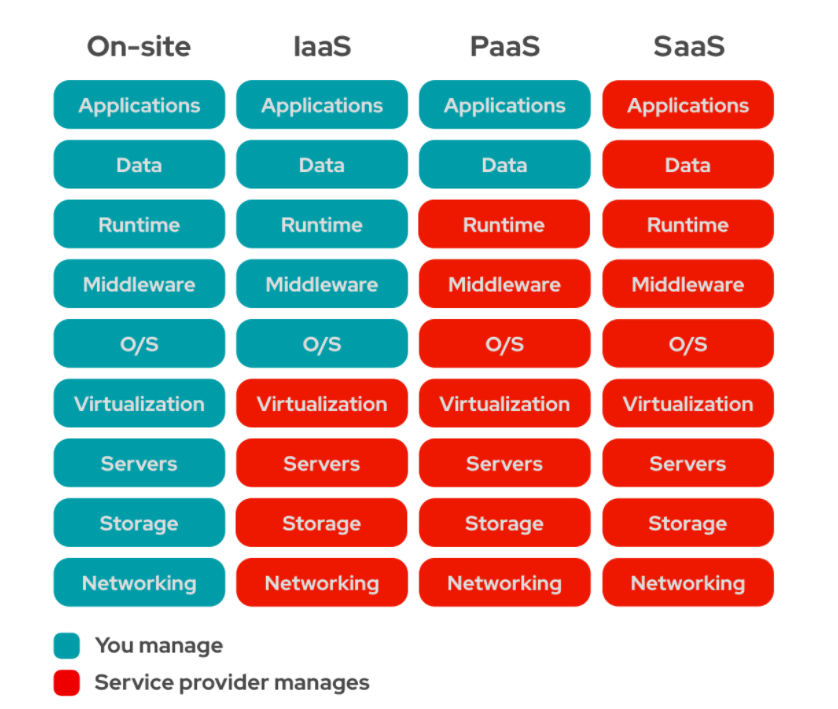 On-site IaaS PaaS SaaS
Applications Applications Applications Applications
Data Data Data Data
Runtime Runtime Runtime Runtime
Middleware Middleware Middleware Middleware
O/S O/S O/S O/S
Virtualization Virtualization Virtualization Virtualization
Servers Servers Servers Servers
Storage Storage Storage Storage
Networking Networking Networking Networking
You manage
Service provider manages